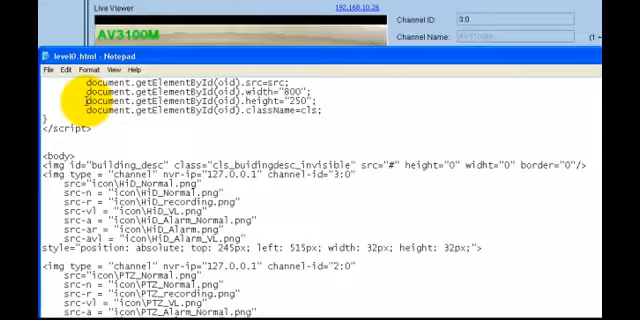 Live Viewer
192.168.10.26
Channel ID:
3:0
AV3100M
Channel Name:
AV3100M
(1 ~
level0.html - Notepad
File Edit Format View Help
document.getElementById(oid).src=src;
document.getElementById(oid).width="800";
document.getElementById(oid).height="250";
document.getElementById(oid).className=cls;
}
</script>
<body>
<img id="building_desc" class="cls_buidingdesc_invisible" src="#" height="0" widht="0" border="0"/>
<img type = "channel" nvr-ip="127.0.0.1" channel-id="3:0"
src="icon\HiD_Normal.png"
src-n = "icon\HiD_Normal.png"
src-r = "icon\HiD_recording.png"
src-vl = "icon\HiD_VL.png"
src-a = "icon\HiD_Alarm_Normal.png"
src-ar = "icon\HiD_Alarm_Normal.png"
src-avl = "icon\HiD_Alarm_VL.png"
style="position: absolute; top: 245px; left: 515px; width: 32px; height: 32px;">
<img type = "channel" nvr-ip="127.0.0.1" channel-id="2:0"
src="icon\PTZ_Normal.png"
src-n = "icon\PTZ_Normal.png"
src-r = "icon\PTZ_recording.png"
src-vl = "icon\PTZ_VL.png"
src-a = "icon\PTZ_Alarm_Normal.png"